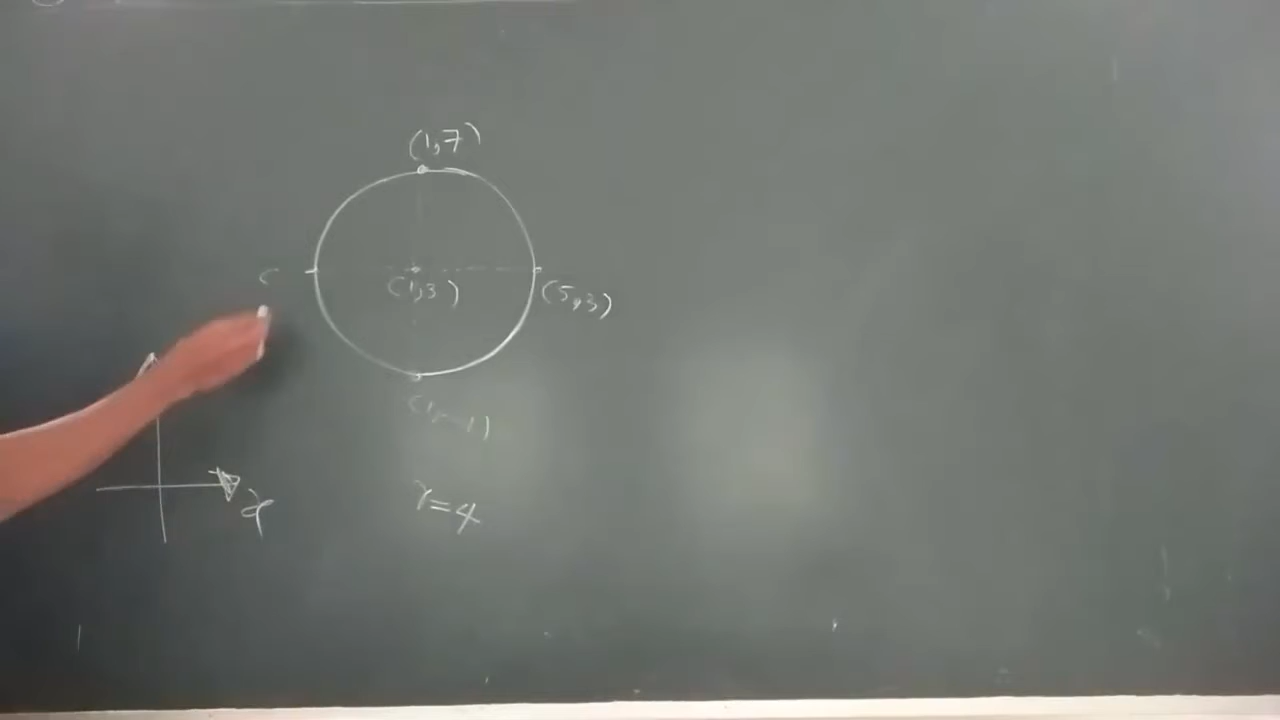 (1,7)
(1,3)
(5,3)
(1,-1)
r=4
x